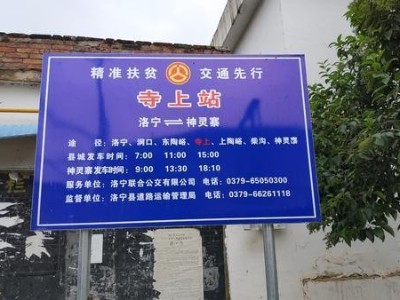 精准扶贫 交通先行
寺上站
洛宁⇌神灵寨
途 径：洛宁、涧口、东陶峪、寺上、上陶峪、柴沟、神灵荡
县城发车时间：7:00 11:00 15:00
神灵寨发车时间：9:00 13:30 18:10
服务单位：洛宁联合公交有限公司 电话：0379-65050300
监督单位：洛宁县道路运输管理局 电话：0379-66261118